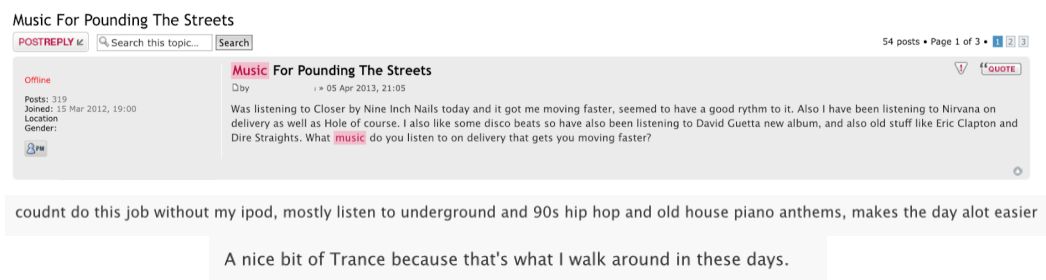 Music For Pounding The Streets
POSTREPLY Search this topic... Search
54 posts • Page 1 of 3 • 1 2 3
Offline
Posts: 319
Joined: 15 Mar 2012, 19:00
Location
Gender:
PM
Music For Pounding The Streets
QUOTE
by » 05 Apr 2013, 21:05
Was listening to Closer by Nine Inch Nails today and it got me moving faster, seemed to have a good rythm to it. Also I have been listening to Nirvana on
delivery as well as Hole of course. I also like some disco beats so have also been listening to David Guetta new album, and also old stuff like Eric Clapton and
Dire Straights. What music do you listen to on delivery that gets you moving faster?
coudnt do this job without my ipod, mostly listen to underground and 90s hip hop and old house piano anthems, makes the day alot easier
A nice bit of Trance because that's what I walk around in these days.